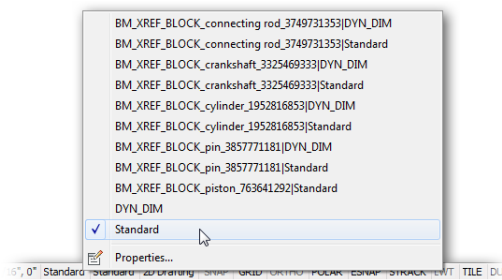 BM_XREF_BLOCK_connecting rod_3749731353|DYN_DIM
BM_XREF_BLOCK_connecting rod_3749731353|Standard
BM_XREF_BLOCK_crankshaft_3325469333|DYN_DIM
BM_XREF_BLOCK_crankshaft_3325469333|Standard
BM_XREF_BLOCK_cylinder_1952816853|DYN_DIM
BM_XREF_BLOCK_cylinder_1952816853|Standard
BM_XREF_BLOCK_pin_3857771181|DYN_DIM
BM_XREF_BLOCK_pin_3857771181|Standard
BM_XREF_BLOCK_piston_763641292|Standard
DYN_DIM
Standard
Properties...
0" Standard Standard 2D Drafting SNAP GRID ORTHO POLAR ESNAP STRACK LWT TILE